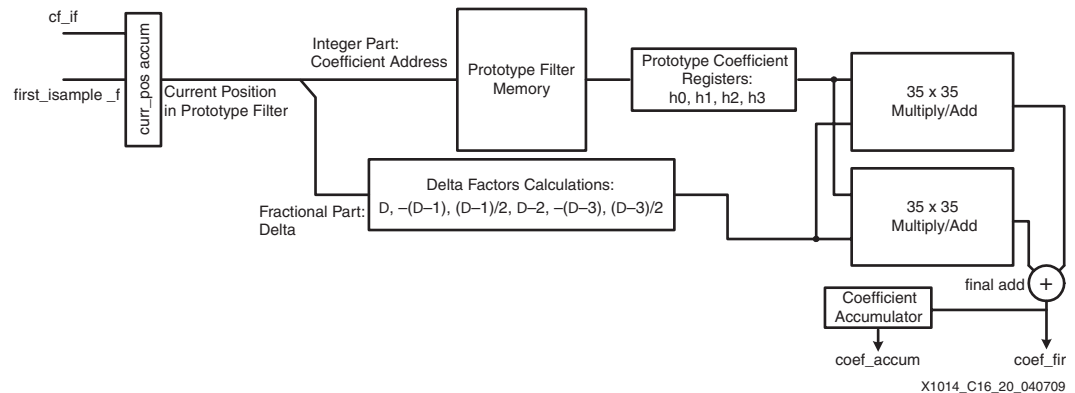 cf_if
first_isample _f
curr_pos accum
Current Position
in Prototype Filter
Integer Part:
Coefficient Address
Prototype Filter
Memory
Prototype Coefficient
Registers:
h0, h1, h2, h3
35 x 35
Multiply/Add
Fractional Part:
Delta
Delta Factors Calculations:
D, –(D–1), (D–1)/2, D–2, –(D–3), (D–3)/2
35 x 35
Multiply/Add
final add
+
Coefficient
Accumulator
coef_accum
coef_fir
X1014_C16_20_040709